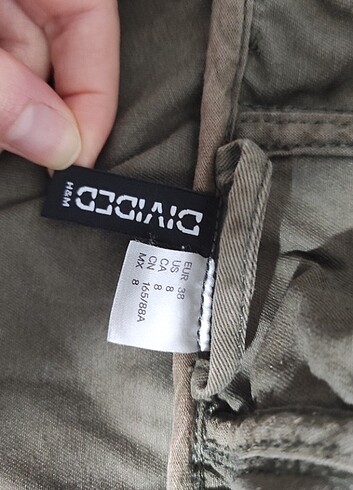 DIVIDED
H&M
EUR 38
US 8
CA 8
CN 165/88A
MX 8